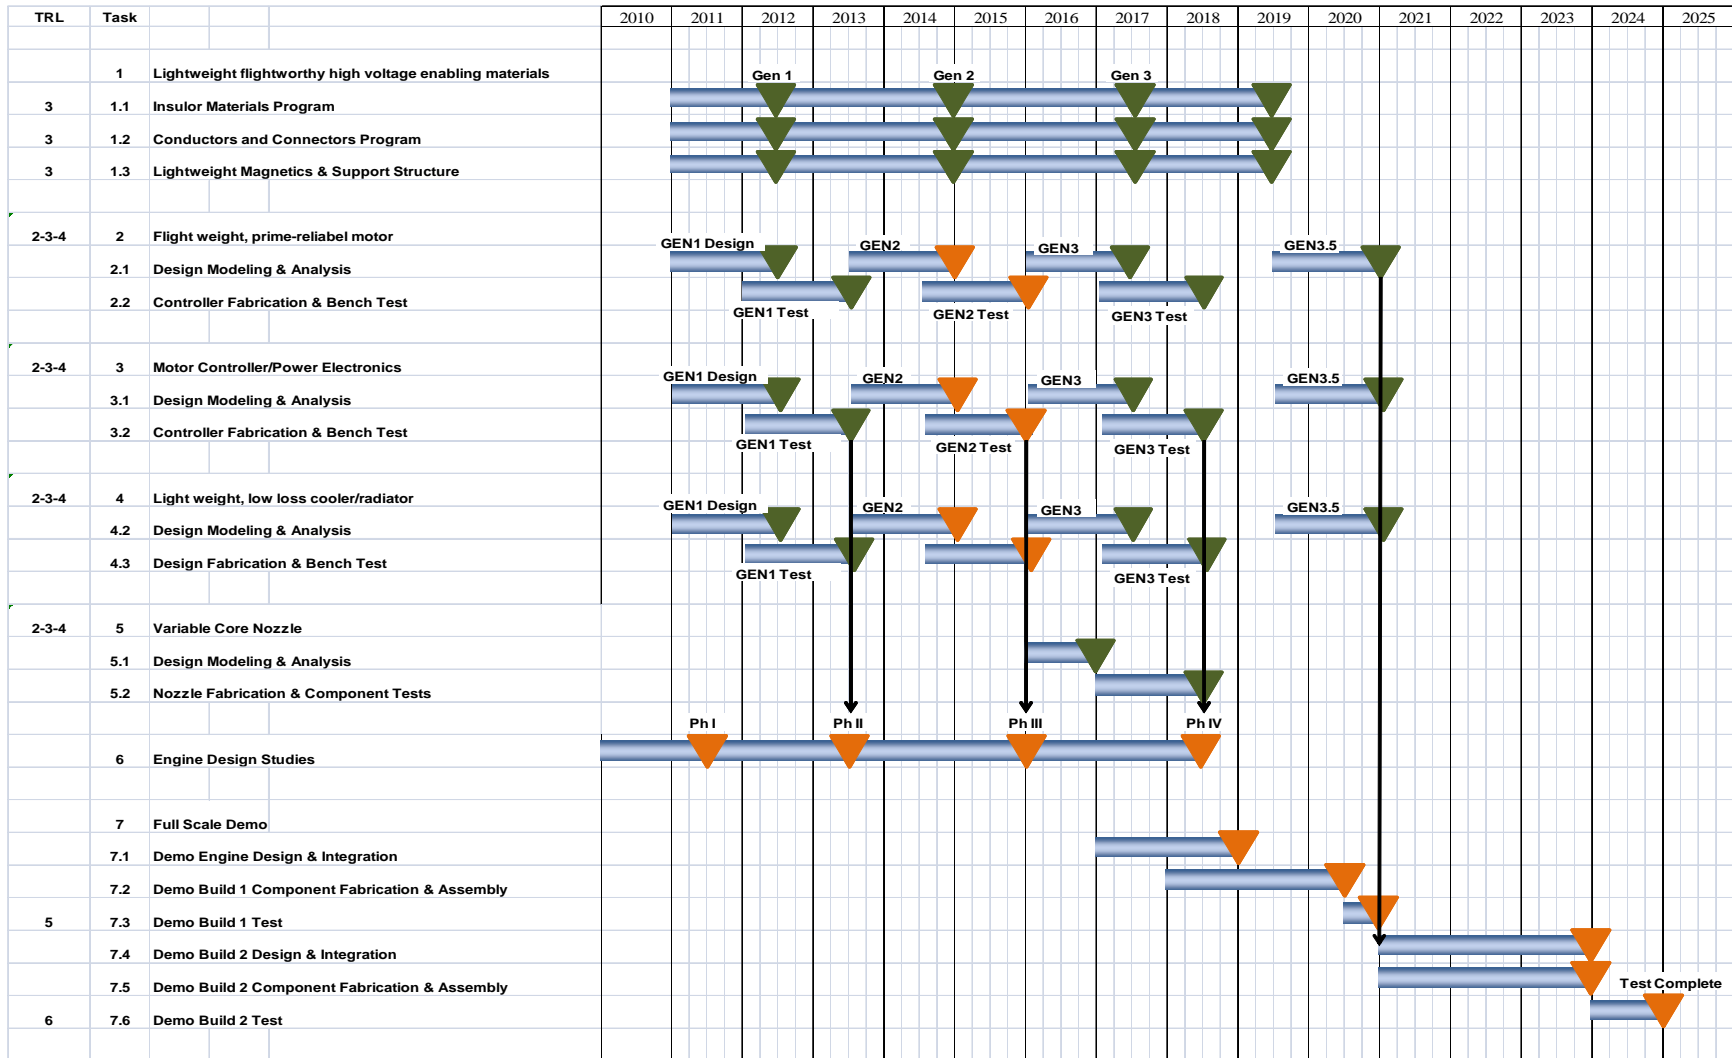 TRL Task 2010 2011 2012 2013 2014 2015 2016 2017 2018 2019 2020 2021 2022 2023 2024 2025
1 Lightweight flightworthy high voltage enabling materials Gen 1 Gen 2 Gen 3
3 1.1 Insulor Materials Program
3 1.2 Conductors and Connectors Program
3 1.3 Lightweight Magnetics & Support Structure
2-3-4 2 Flight weight, prime-reliabel motor
GEN1 Design GEN2 GEN3 GEN3.5
2.1 Design Modeling & Analysis
2.2 Controller Fabrication & Bench Test
GEN1 Test GEN2 Test GEN3 Test
2-3-4 3 Motor Controller/Power Electronics
GEN1 Design GEN2 GEN3 GEN3.5
3.1 Design Modeling & Analysis
3.2 Controller Fabrication & Bench Test
GEN1 Test GEN2 Test GEN3 Test
2-3-4 4 Light weight, low loss cooler/radiator
GEN1 Design GEN2 GEN3 GEN3.5
4.2 Design Modeling & Analysis
4.3 Design Fabrication & Bench Test
GEN1 Test GEN3 Test
2-3-4 5 Variable Core Nozzle
5.1 Design Modeling & Analysis
5.2 Nozzle Fabrication & Component Tests
Ph I Ph II Ph III Ph IV
6 Engine Design Studies
7 Full Scale Demo
7.1 Demo Engine Design & Integration
7.2 Demo Build 1 Component Fabrication & Assembly
5 7.3 Demo Build 1 Test
7.4 Demo Build 2 Design & Integration
7.5 Demo Build 2 Component Fabrication & Assembly Test Complete
6 7.6 Demo Build 2 Test